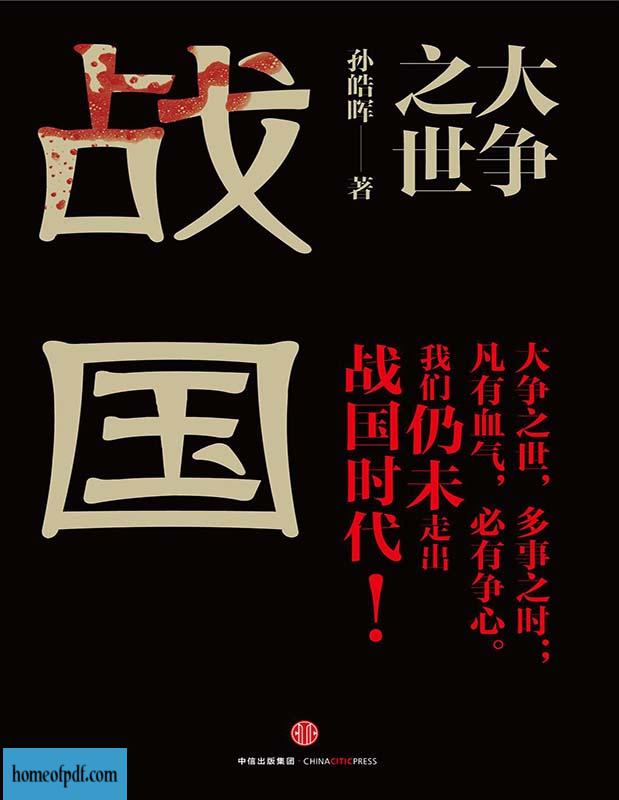 大争
之世
孙皓晖——著
战
国
大争之世，多事之时；
凡有血气，必有争心。
我们仍未走出
战国时代！
中信出版集团·CHINACITICPRESS
homeofpdf.com